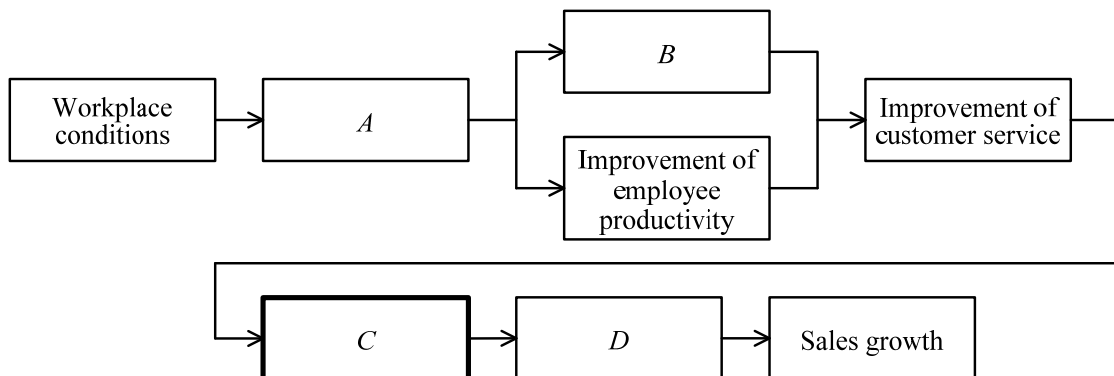 B
Workplace
conditions
A
Improvement of
customer service
Improvement of
employee
productivity
C
D
Sales growth